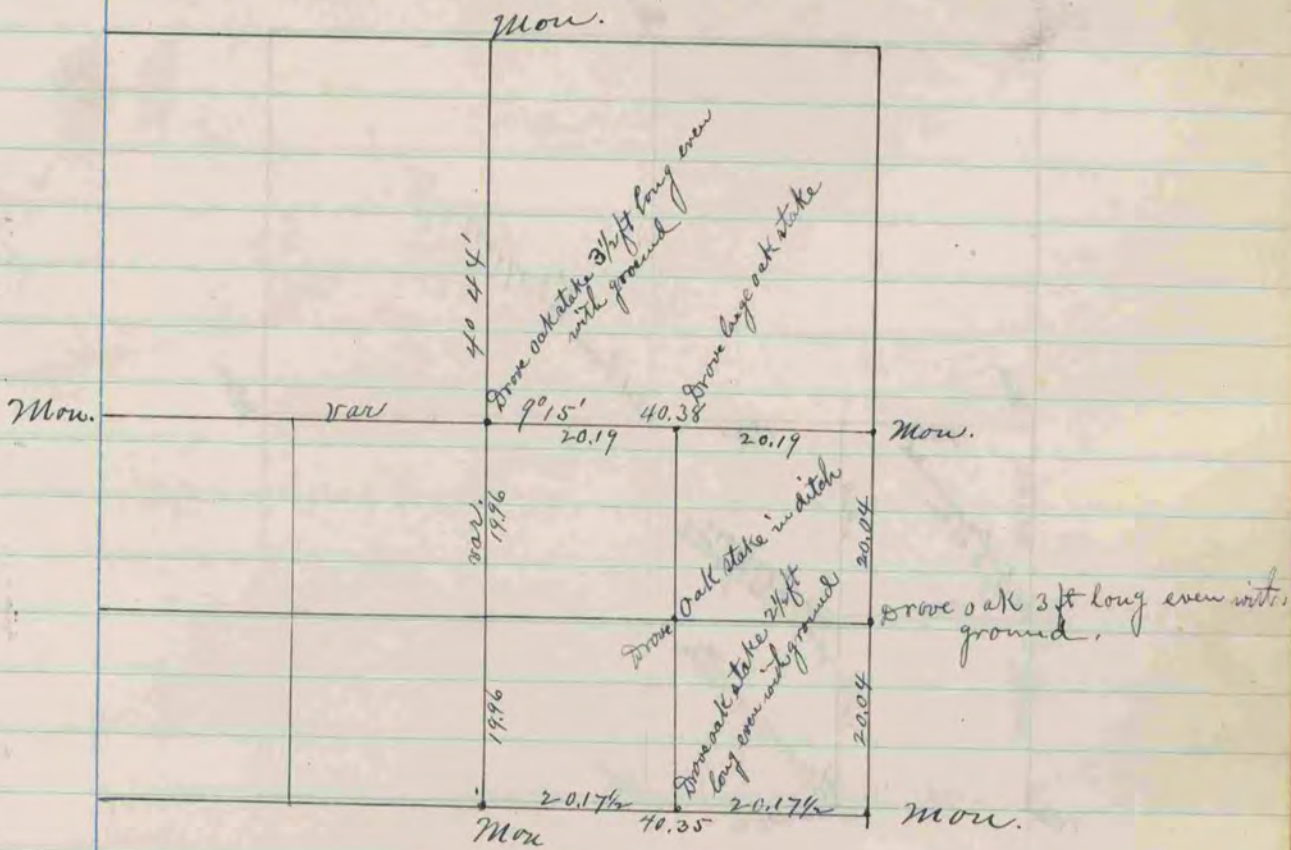 Mon.
4° 44'
Drove oak stake 3½ ft long even
with ground
Drove large oak stake
Mon.
var
9°15'
40.38
20.19
20.19
Mon.
var.
19.96
Drove Oak stake in ditch
20.04
Drove oak 3 ft long even with
ground.
19.96
Drove oak stake 2½ ft
long even with ground
20.04
20.17½
20.17½
40.35
Mon
Mon.